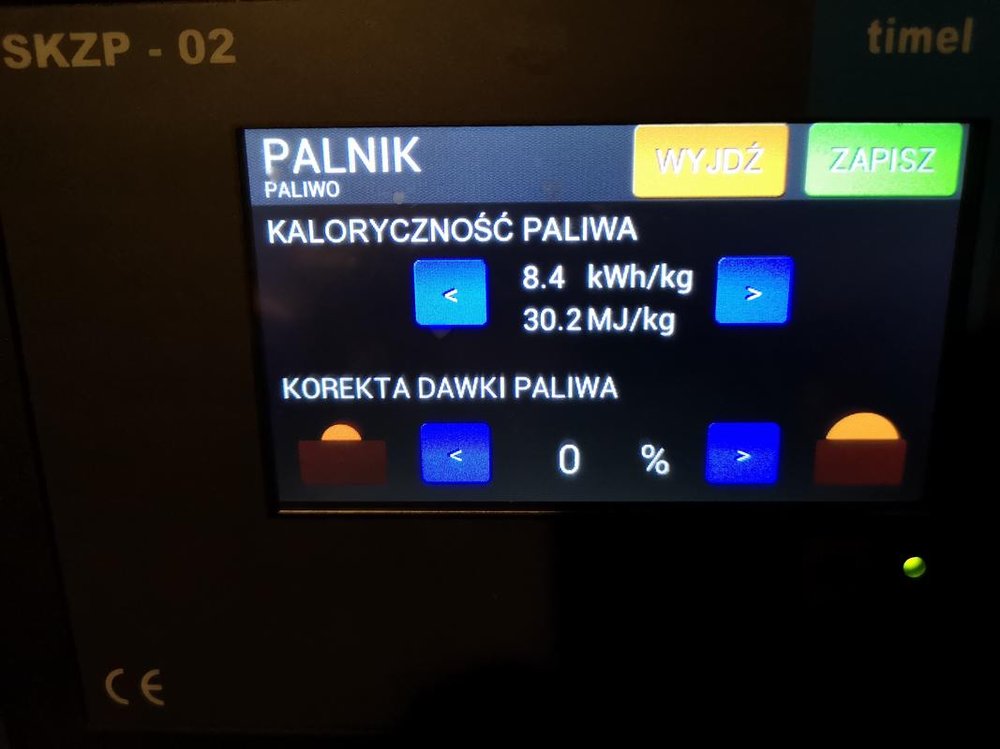 SKZP - 02
timel
PALNIK
PALIWO
WYJDŹ
ZAPISZ
KALORYCZNOŚĆ PALIWA
< 8.4 kWh/kg >
30.2 MJ/kg
KOREKTA DAWKI PALIWA
< 0 % >
CE